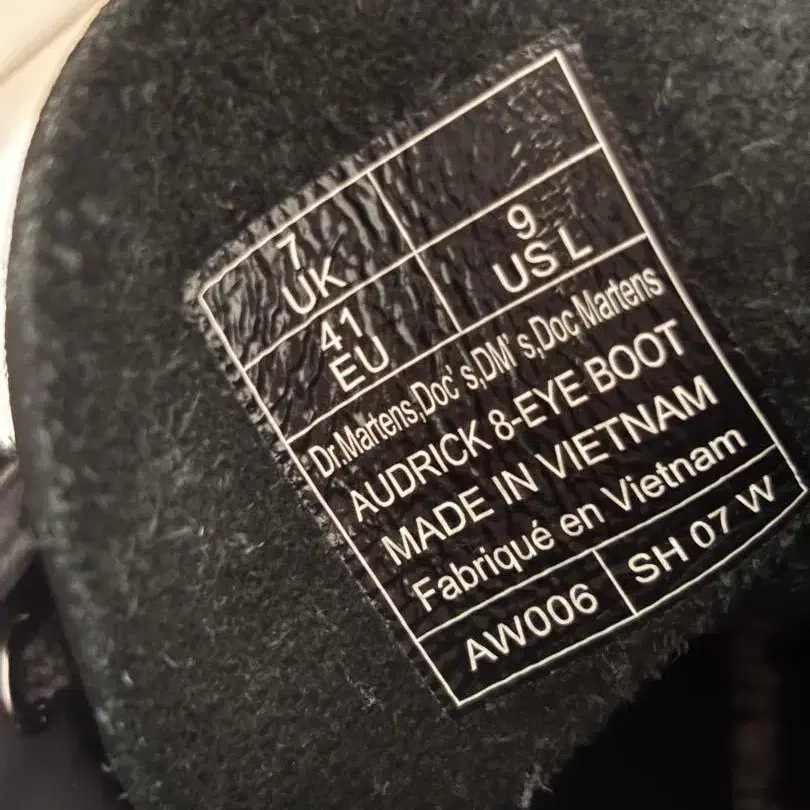 7
UK
9
US L
41
EU
Dr.Martens,Doc's,DM's,Doc Martens
AUDRICK 8-EYE BOOT
MADE IN VIETNAM
Fabriqué en Vietnam
AW006
SH 07 W